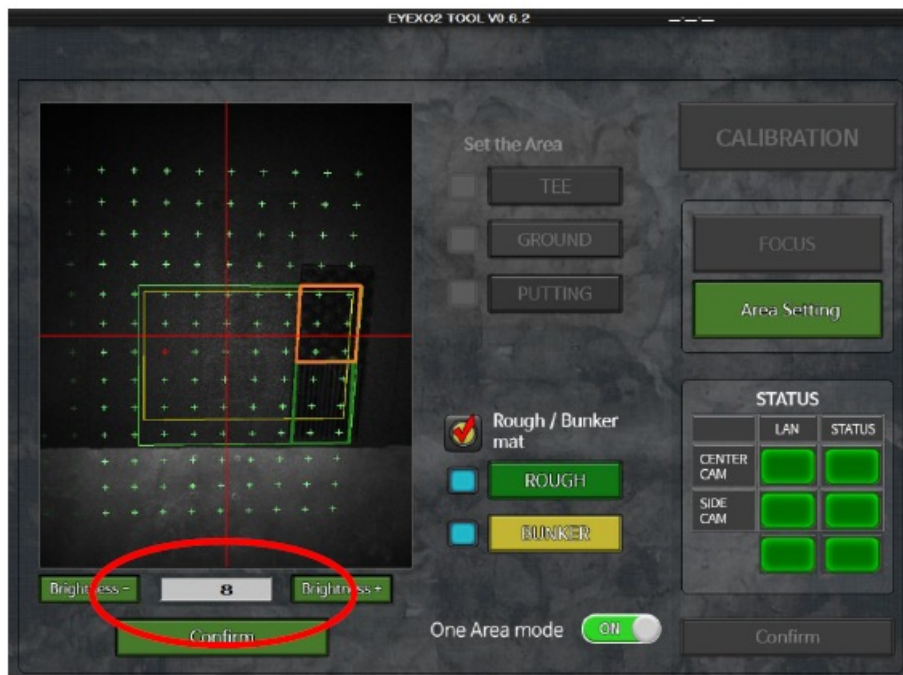 EYEXO2 TOOL V0.6.2
--·--·--
Set the Area
TEE
GROUND
PUTTING
Rough / Bunker
mat
ROUGH
BUNKER
Brightness -
8
Brightness +
Confirm
One Area mode
ON
CALIBRATION
FOCUS
Area Setting
STATUS
LAN STATUS
CENTER
CAM
SIDE
CAM
Confirm